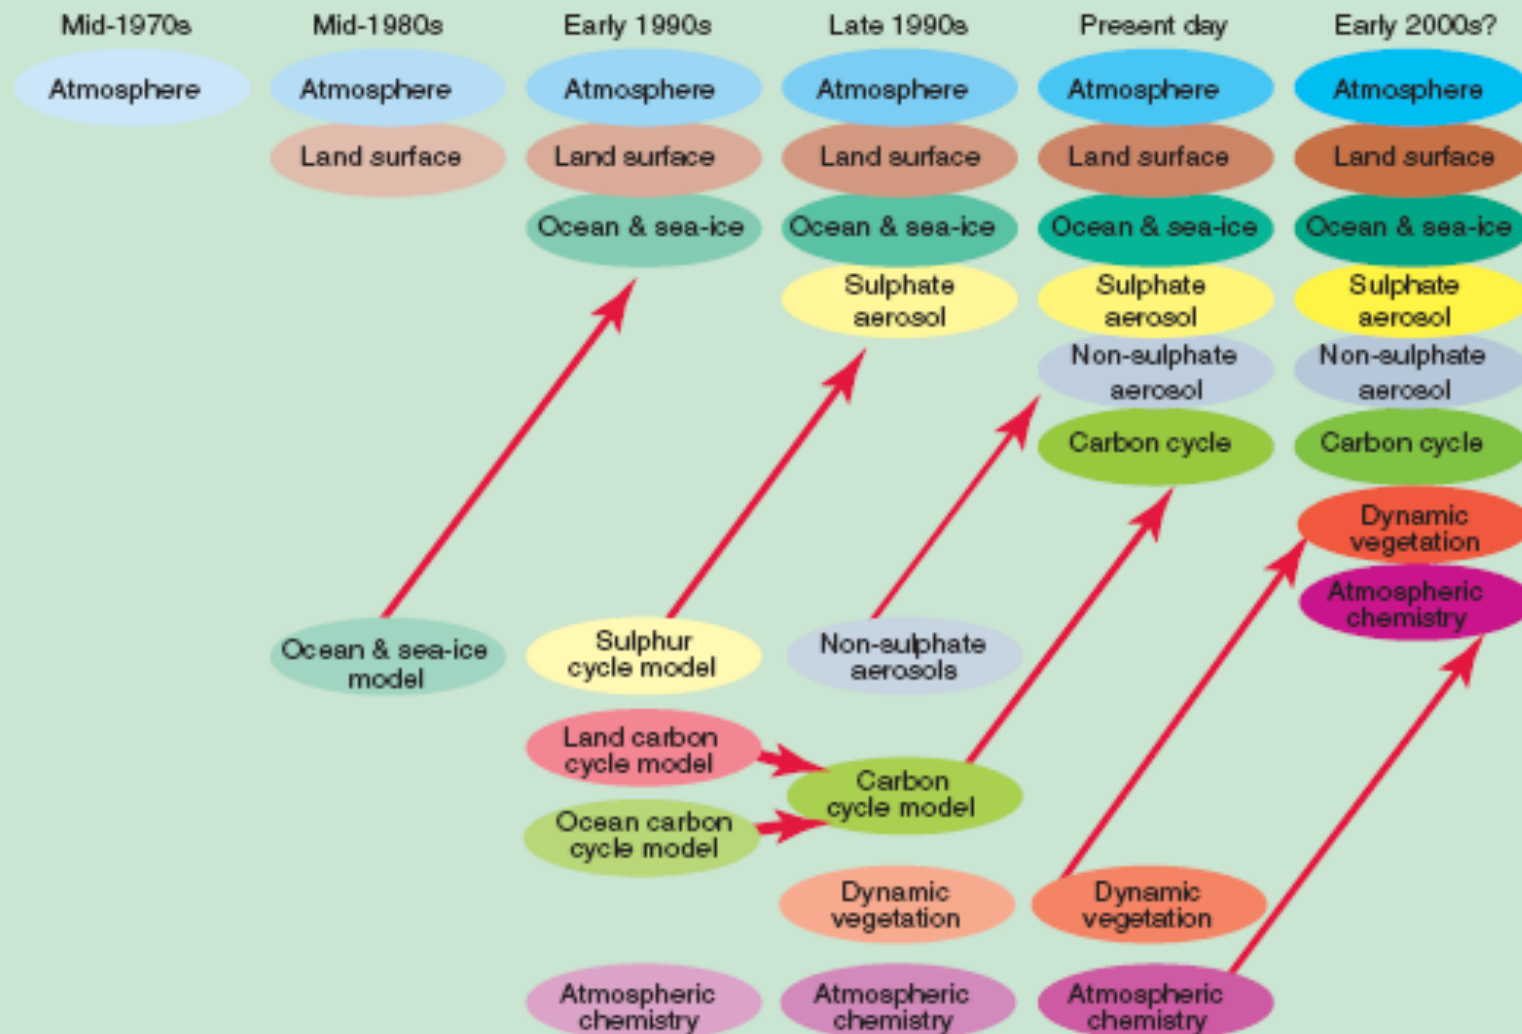 Mid-1970s Mid-1980s Early 1990s Late 1990s Present day Early 2000s?
Atmosphere Atmosphere Atmosphere Atmosphere Atmosphere Atmosphere
Land surface Land surface Land surface Land surface Land surface
Ocean & sea-ice Ocean & sea-ice Ocean & sea-ice Ocean & sea-ice
Sulphate Sulphate Sulphate
aerosol aerosol aerosol
Non-sulphate Non-sulphate
aerosol aerosol
Carbon cycle Carbon cycle
Dynamic
vegetation
Atmospheric
chemistry
Ocean & sea-ice
model
Sulphur
cycle model
Non-sulphate
aerosols
Land carbon
cycle model
Carbon
cycle model
Ocean carbon
cycle model
Dynamic Dynamic
vegetation vegetation
Atmospheric Atmospheric Atmospheric
chemistry chemistry chemistry